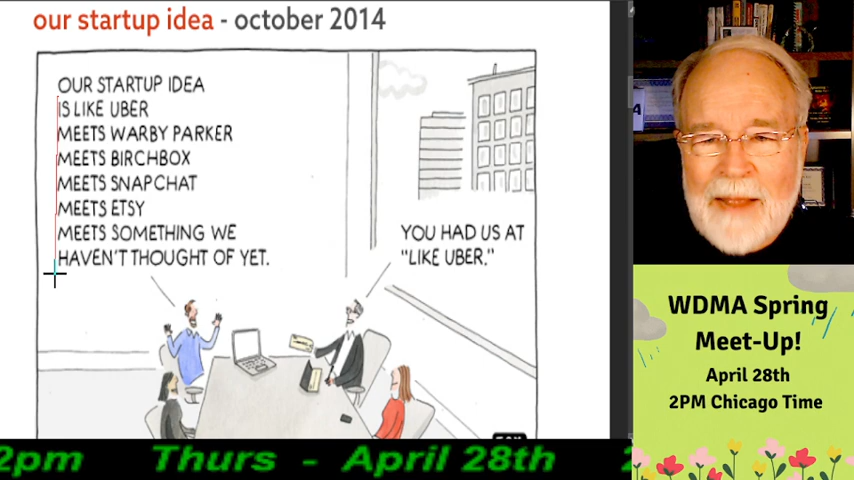 our startup idea - october 2014
OUR STARTUP IDEA
IS LIKE UBER
MEETS WARBY PARKER
MEETS BIRCHBOX
MEETS SNAPCHAT
MEETS ETSY
MEETS SOMETHING WE
HAVEN'T THOUGHT OF YET.
YOU HAD US AT
"LIKE UBER."
WDMA Spring
Meet-Up!
April 28th
2PM Chicago Time
2pm Thurs - April 28th